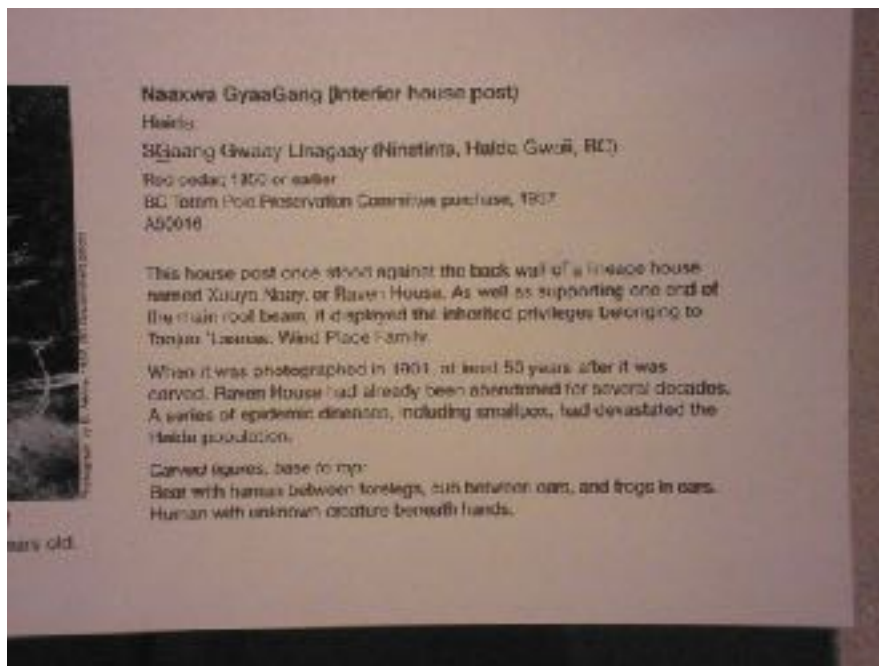 Naaxwa GyaaGang (Interior house post)
Haida
SGaang Gwaay Llnagaay (Ninstints, Haida Gwaii, BC)
Red cedar, 1850 or earlier
BC Totem Pole Preservation Committee purchase, 1957
A50016
This house post once stood against the back wall of a lineage house
named Xuuya Naay, or Raven House. As well as supporting one end of
the main roof beam, it displayed the inherited privileges belonging to
Wind Place Family.
When it was photographed in 1901, at least 50 years after it was
carved, Raven House had already been abandoned for several decades.
A series of epidemic diseases, including smallpox, had devastated the
Haida population.
Carved figures, base to top:
Bear with human between forelegs, cub between ears, and frogs in ears.
Human with unknown creature beneath hands.
ears old.